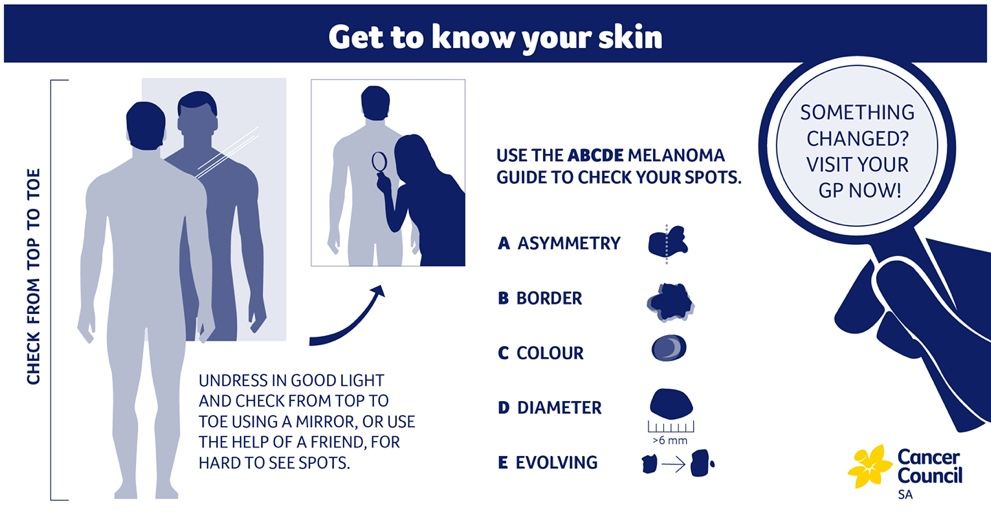 Get to know your skin
CHECK FROM TOP TO TOE
UNDRESS IN GOOD LIGHT
AND CHECK FROM TOP TO
TOE USING A MIRROR, OR USE
THE HELP OF A FRIEND, FOR
HARD TO SEE SPOTS.
USE THE ABCDE MELANOMA
GUIDE TO CHECK YOUR SPOTS.
A ASYMMETRY
B BORDER
C COLOUR
D DIAMETER
>6 mm
E EVOLVING
SOMETHING
CHANGED?
VISIT YOUR
GP NOW!
Cancer
Council
SA